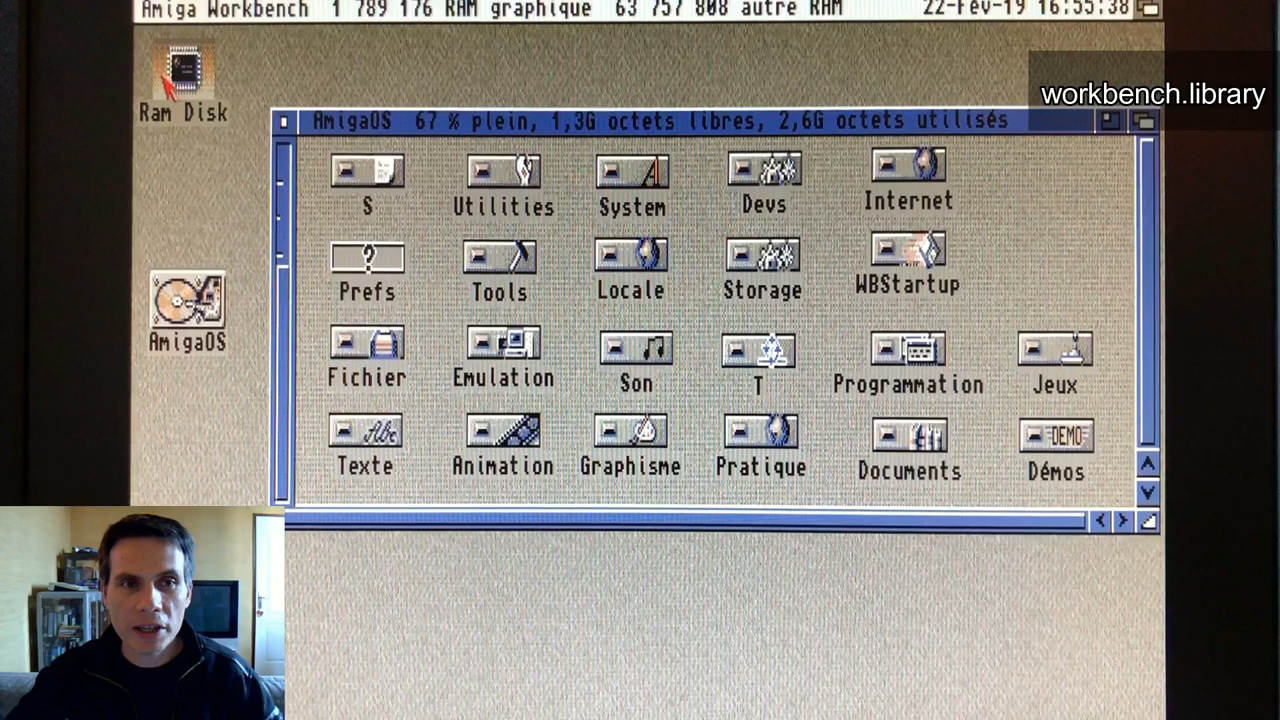 Amiga Workbench 1 789 176 RAM graphique 63 757 808 autre RAM 22-Fév-19 16:55:38
workbench.library
Ram Disk
AmigaOS 67 % plein, 1,3G octets libres, 2,6G octets utilisés
S Utilities System Devs Internet
? 
Prefs Tools Locale Storage WBStartup
AmigaOS
Fichier Emulation Son T Programmation Jeux
Abc DEMO
Texte Animation Graphisme Pratique Documents Démos